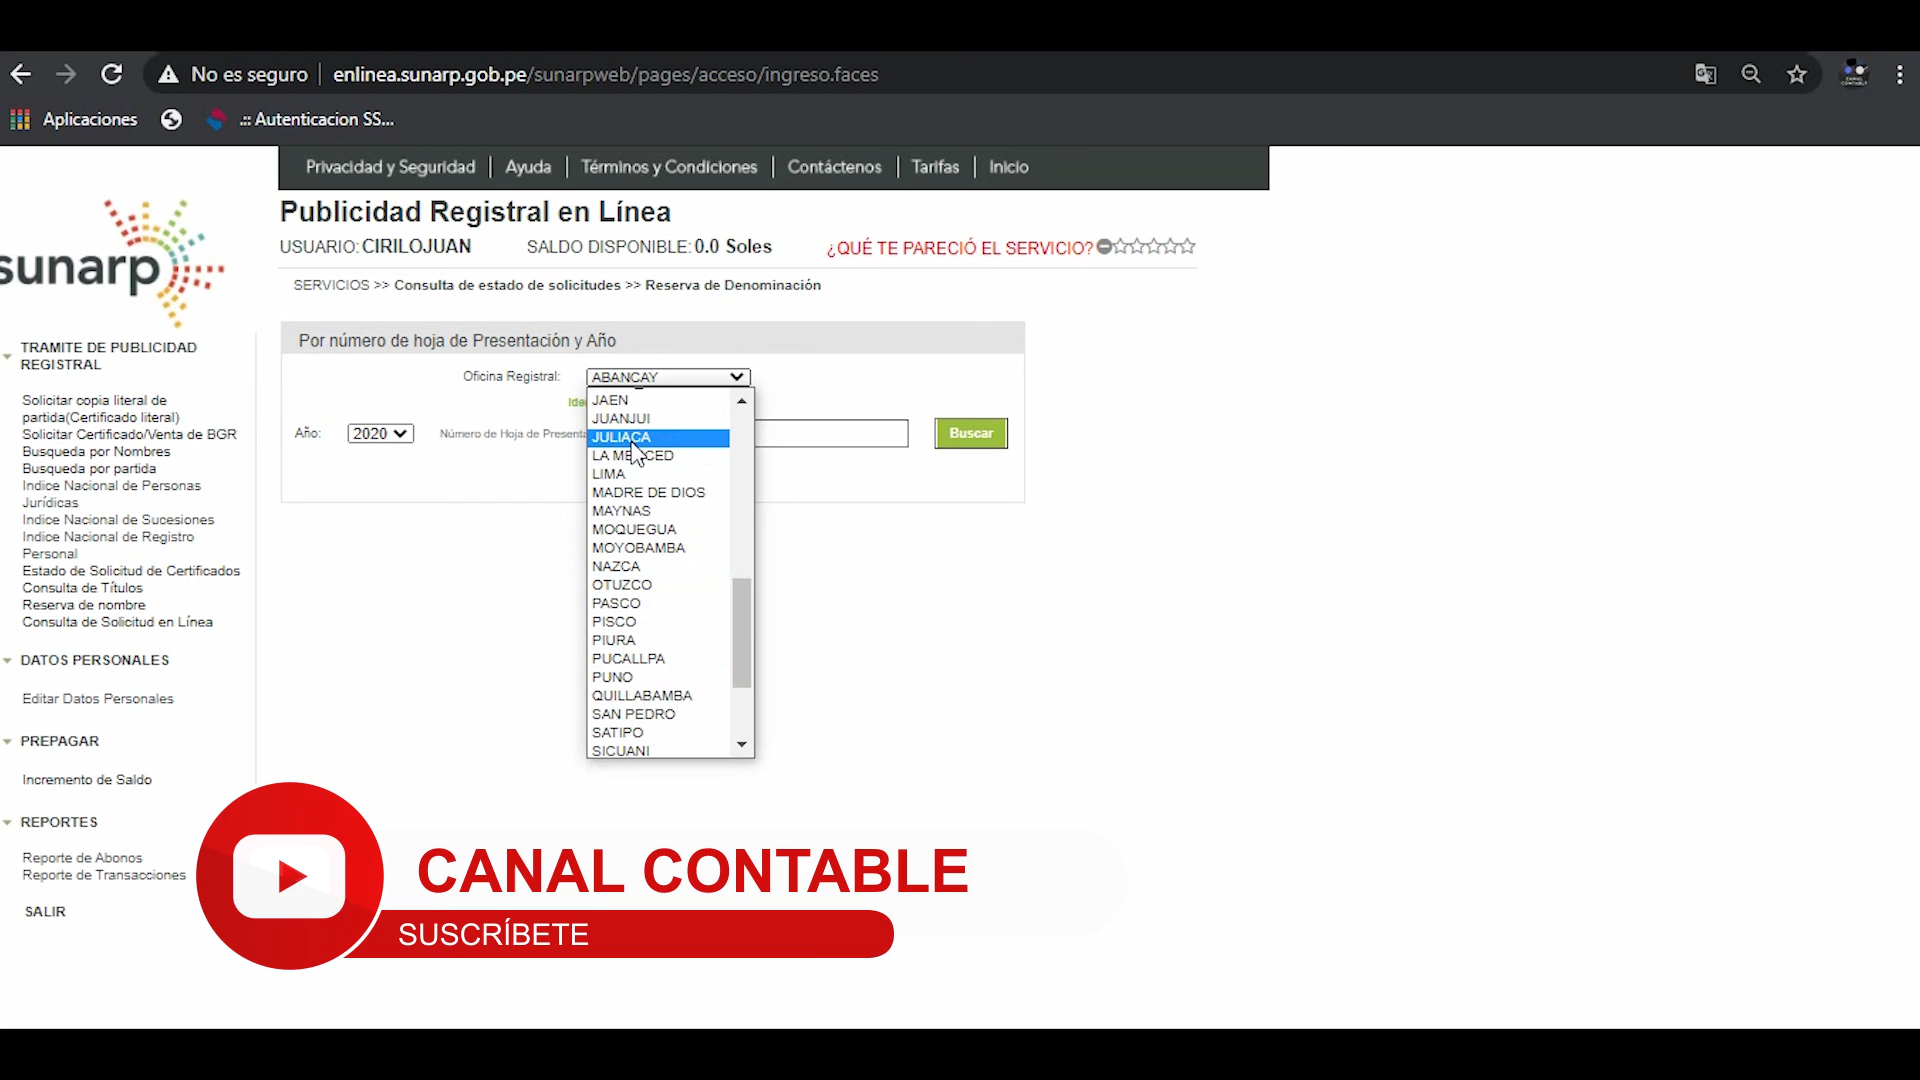 No es seguro | enlinea.sunarp.gob.pe/sunarpweb/pages/acceso/ingreso.faces
Aplicaciones
.:: Autenticacion SS...
Privacidad y Seguridad | Ayuda | Términos y Condiciones | Contáctenos | Tarifas | Inicio
sunarp
Publicidad Registral en Línea
USUARIO: CIRILOJUAN SALDO DISPONIBLE: 0.0 Soles ¿QUÉ TE PARECIÓ EL SERVICIO?
SERVICIOS >> Consulta de estado de solicitudes >> Reserva de Denominación
TRAMITE DE PUBLICIDAD
REGISTRAL
Solicitar copia literal de
partida(Certificado literal)
Solicitar Certificado/Venta de BGR
Busqueda por Nombres
Busqueda por partida
Indice Nacional de Personas
Jurídicas
Indice Nacional de Sucesiones
Indice Nacional de Registro
Personal
Estado de Solicitud de Certificados
Consulta de Títulos
Reserva de nombre
Consulta de Solicitud en Línea
DATOS PERSONALES
Editar Datos Personales
PREPAGAR
Incremento de Saldo
REPORTES
Reporte de Abonos
Reporte de Transacciones
SALIR
Por número de hoja de Presentación y Año
Oficina Registral: ABANCAY
Año: 2020 Número de Hoja de Presenta
Buscar
JAEN
JUANJUI
JULIACA
LA MERCED
LIMA
MADRE DE DIOS
MAYNAS
MOQUEGUA
MOYOBAMBA
NAZCA
OTUZCO
PASCO
PISCO
PIURA
PUCALLPA
PUNO
QUILLABAMBA
SAN PEDRO
SATIPO
SICUANI
CANAL CONTABLE
SUSCRÍBETE